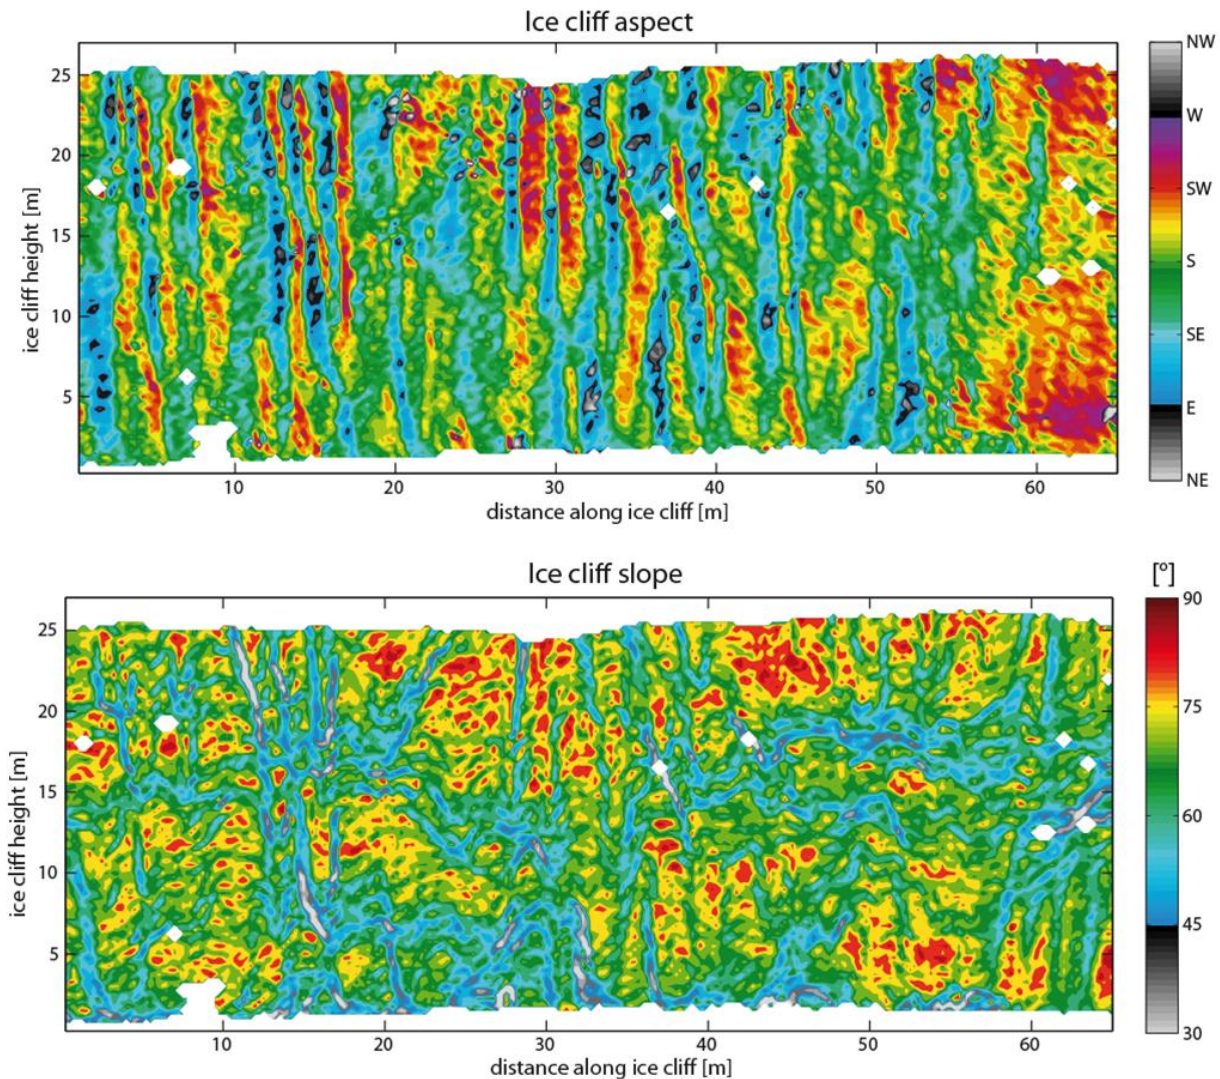 Ice cliff aspect
ice cliff height [m]
25
20
15
10
5
10 20 30 40 50 60
distance along ice cliff [m]
NW
W
SW
S
SE
E
NE
Ice cliff slope
[°]
ice cliff height [m]
25
20
15
10
5
10 20 30 40 50 60
distance along ice cliff [m]
90
75
60
45
30